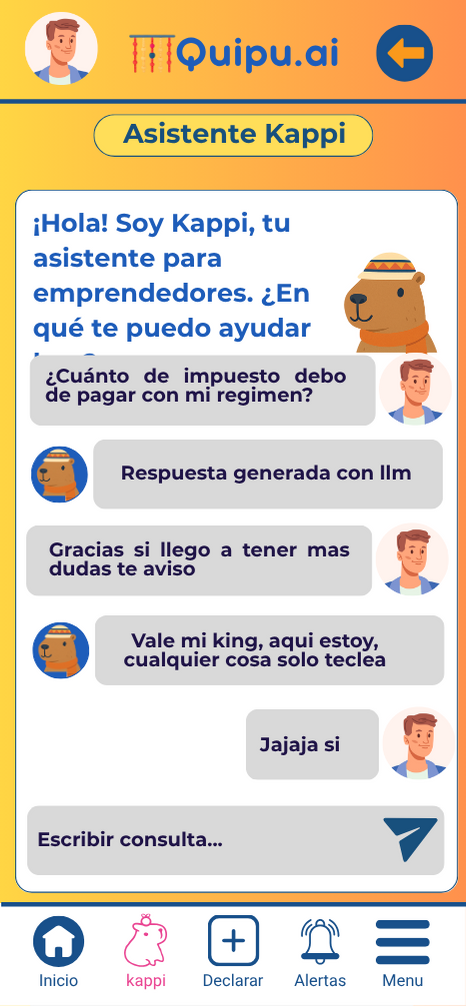 Quipu.ai
Asistente Kappi
¡Hola! Soy Kappi, tu
asistente para
emprendedores. ¿En
qué te puedo ayudar
¿Cuánto de impuesto debo
de pagar con mi regimen?
Respuesta generada con llm
Gracias si llego a tener mas
dudas te aviso
Vale mi king, aqui estoy,
cualquier cosa solo teclea
Jajaja si
Escribir consulta...
Inicio
kappi
Declarar
Alertas
Menu